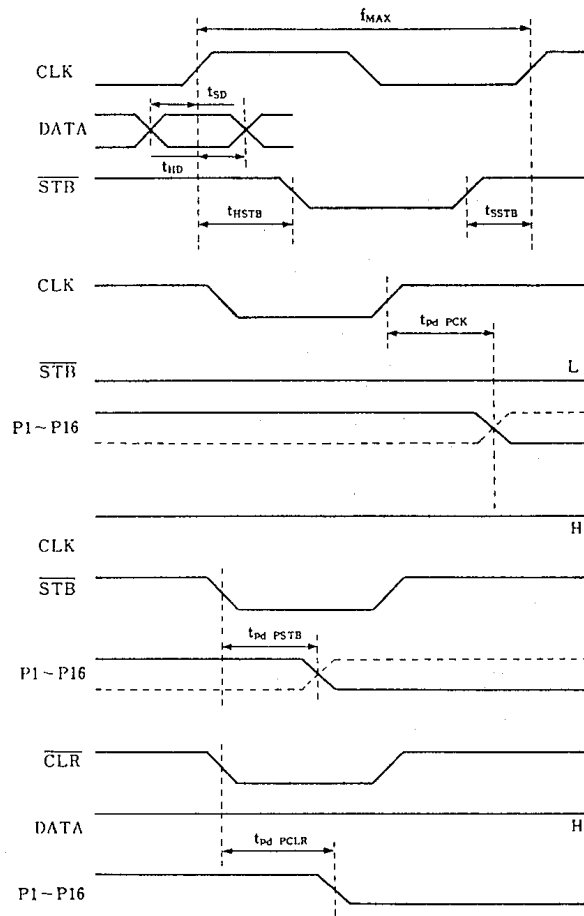 fMAX
CLK
tSD
DATA
tHD
STB
tHSTB
tSSTB
CLK
tpd PCK
STB
L
P1~P16
H
CLK
STB
tpd PSTB
P1~P16
CLR
DATA
H
tpd PCLR
P1~P16